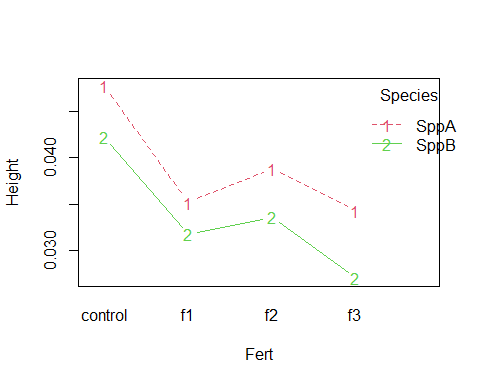 Species
1 SppA
2 SppB
Height
0.040
0.030
1 1 1 1
2 2 2 2
control f1 f2 f3
Fert